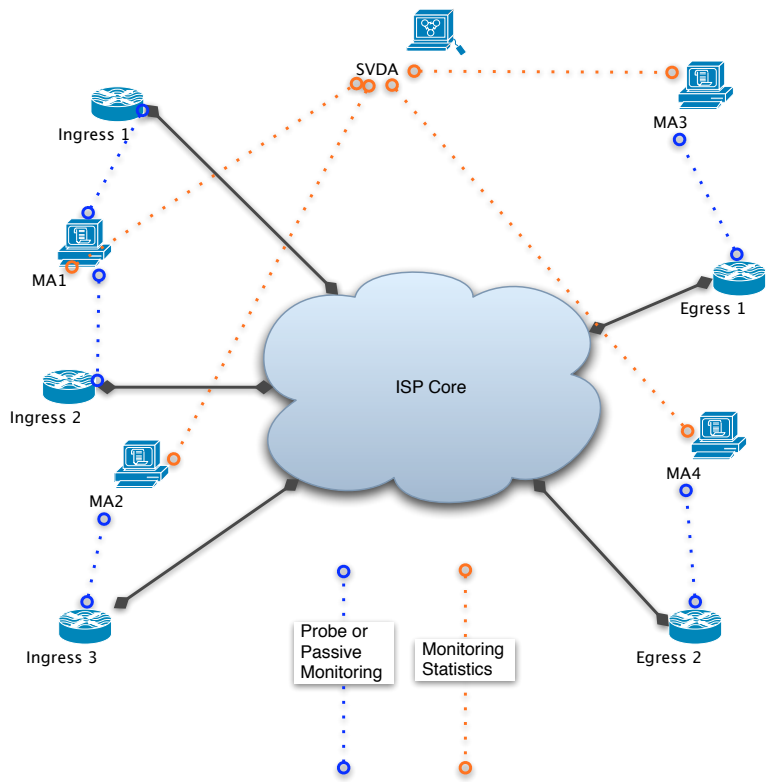 SVDA
MA3
Ingress 1
MA1
Egress 1
ISP Core
Ingress 2
MA2
MA4
Ingress 3
Egress 2
Probe or
Passive
Monitoring
Monitoring
Statistics